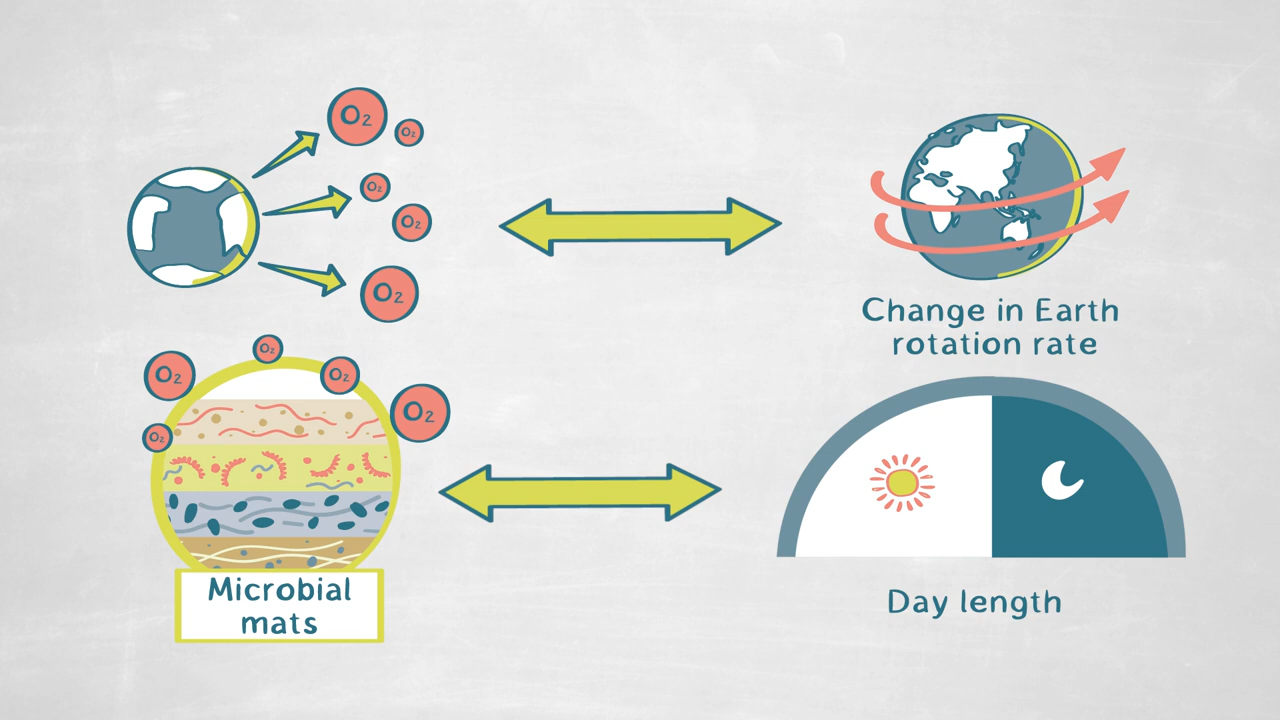 O₂
O₂
O₂
O₂
O₂
Change in Earth
rotation rate
O₂
O₂
O₂
O₂
O₂
Microbial
mats
Day length